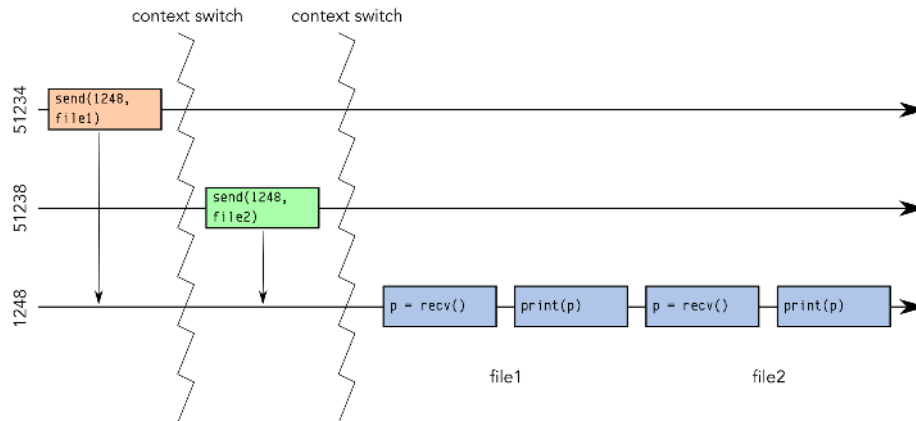 context switch
context switch
51234
send(1248,
file1)
51238
send(1248,
file2)
1248
p = recv()
print(p)
p = recv()
print(p)
file1
file2